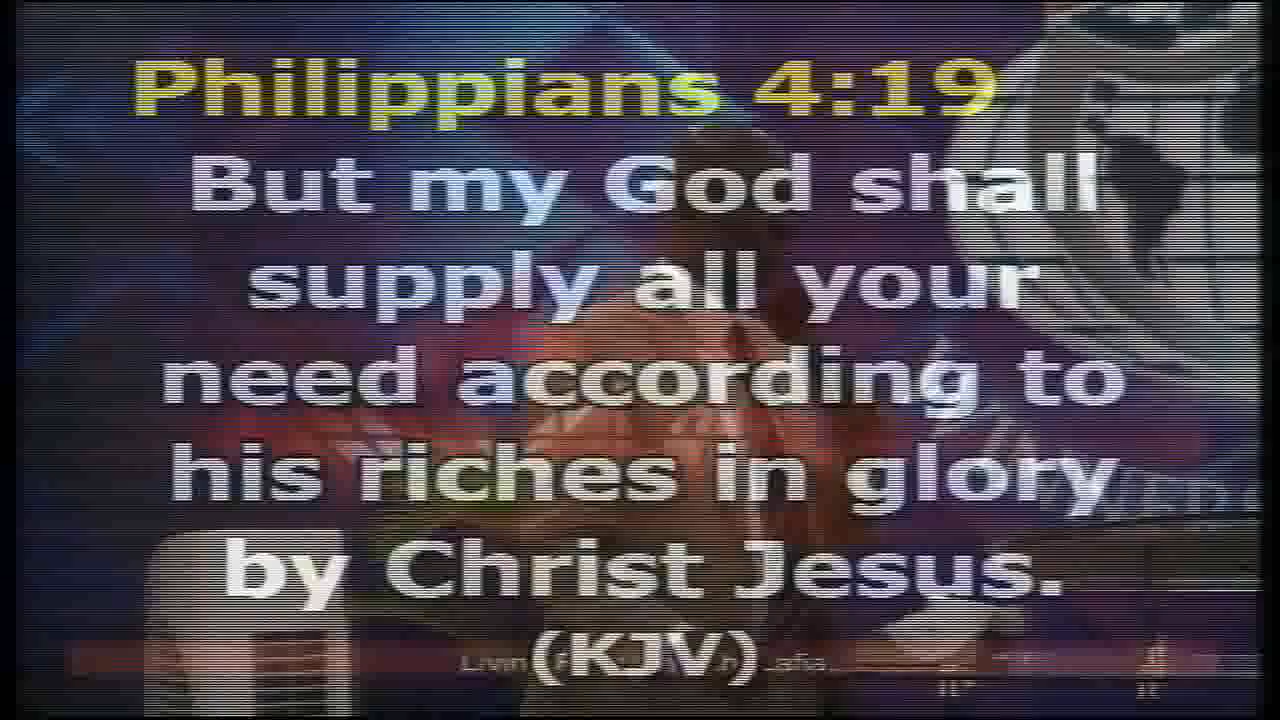 Philippians 4:19
But my God shall
supply all your
need according to
his riches in glory
by Christ Jesus.
(KJV)